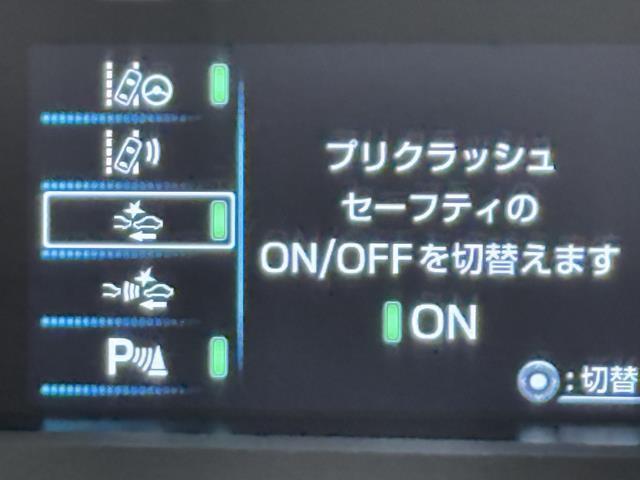 プリクラッシュ
セーフティの
ON/OFFを切替えます
ON
P
:切替